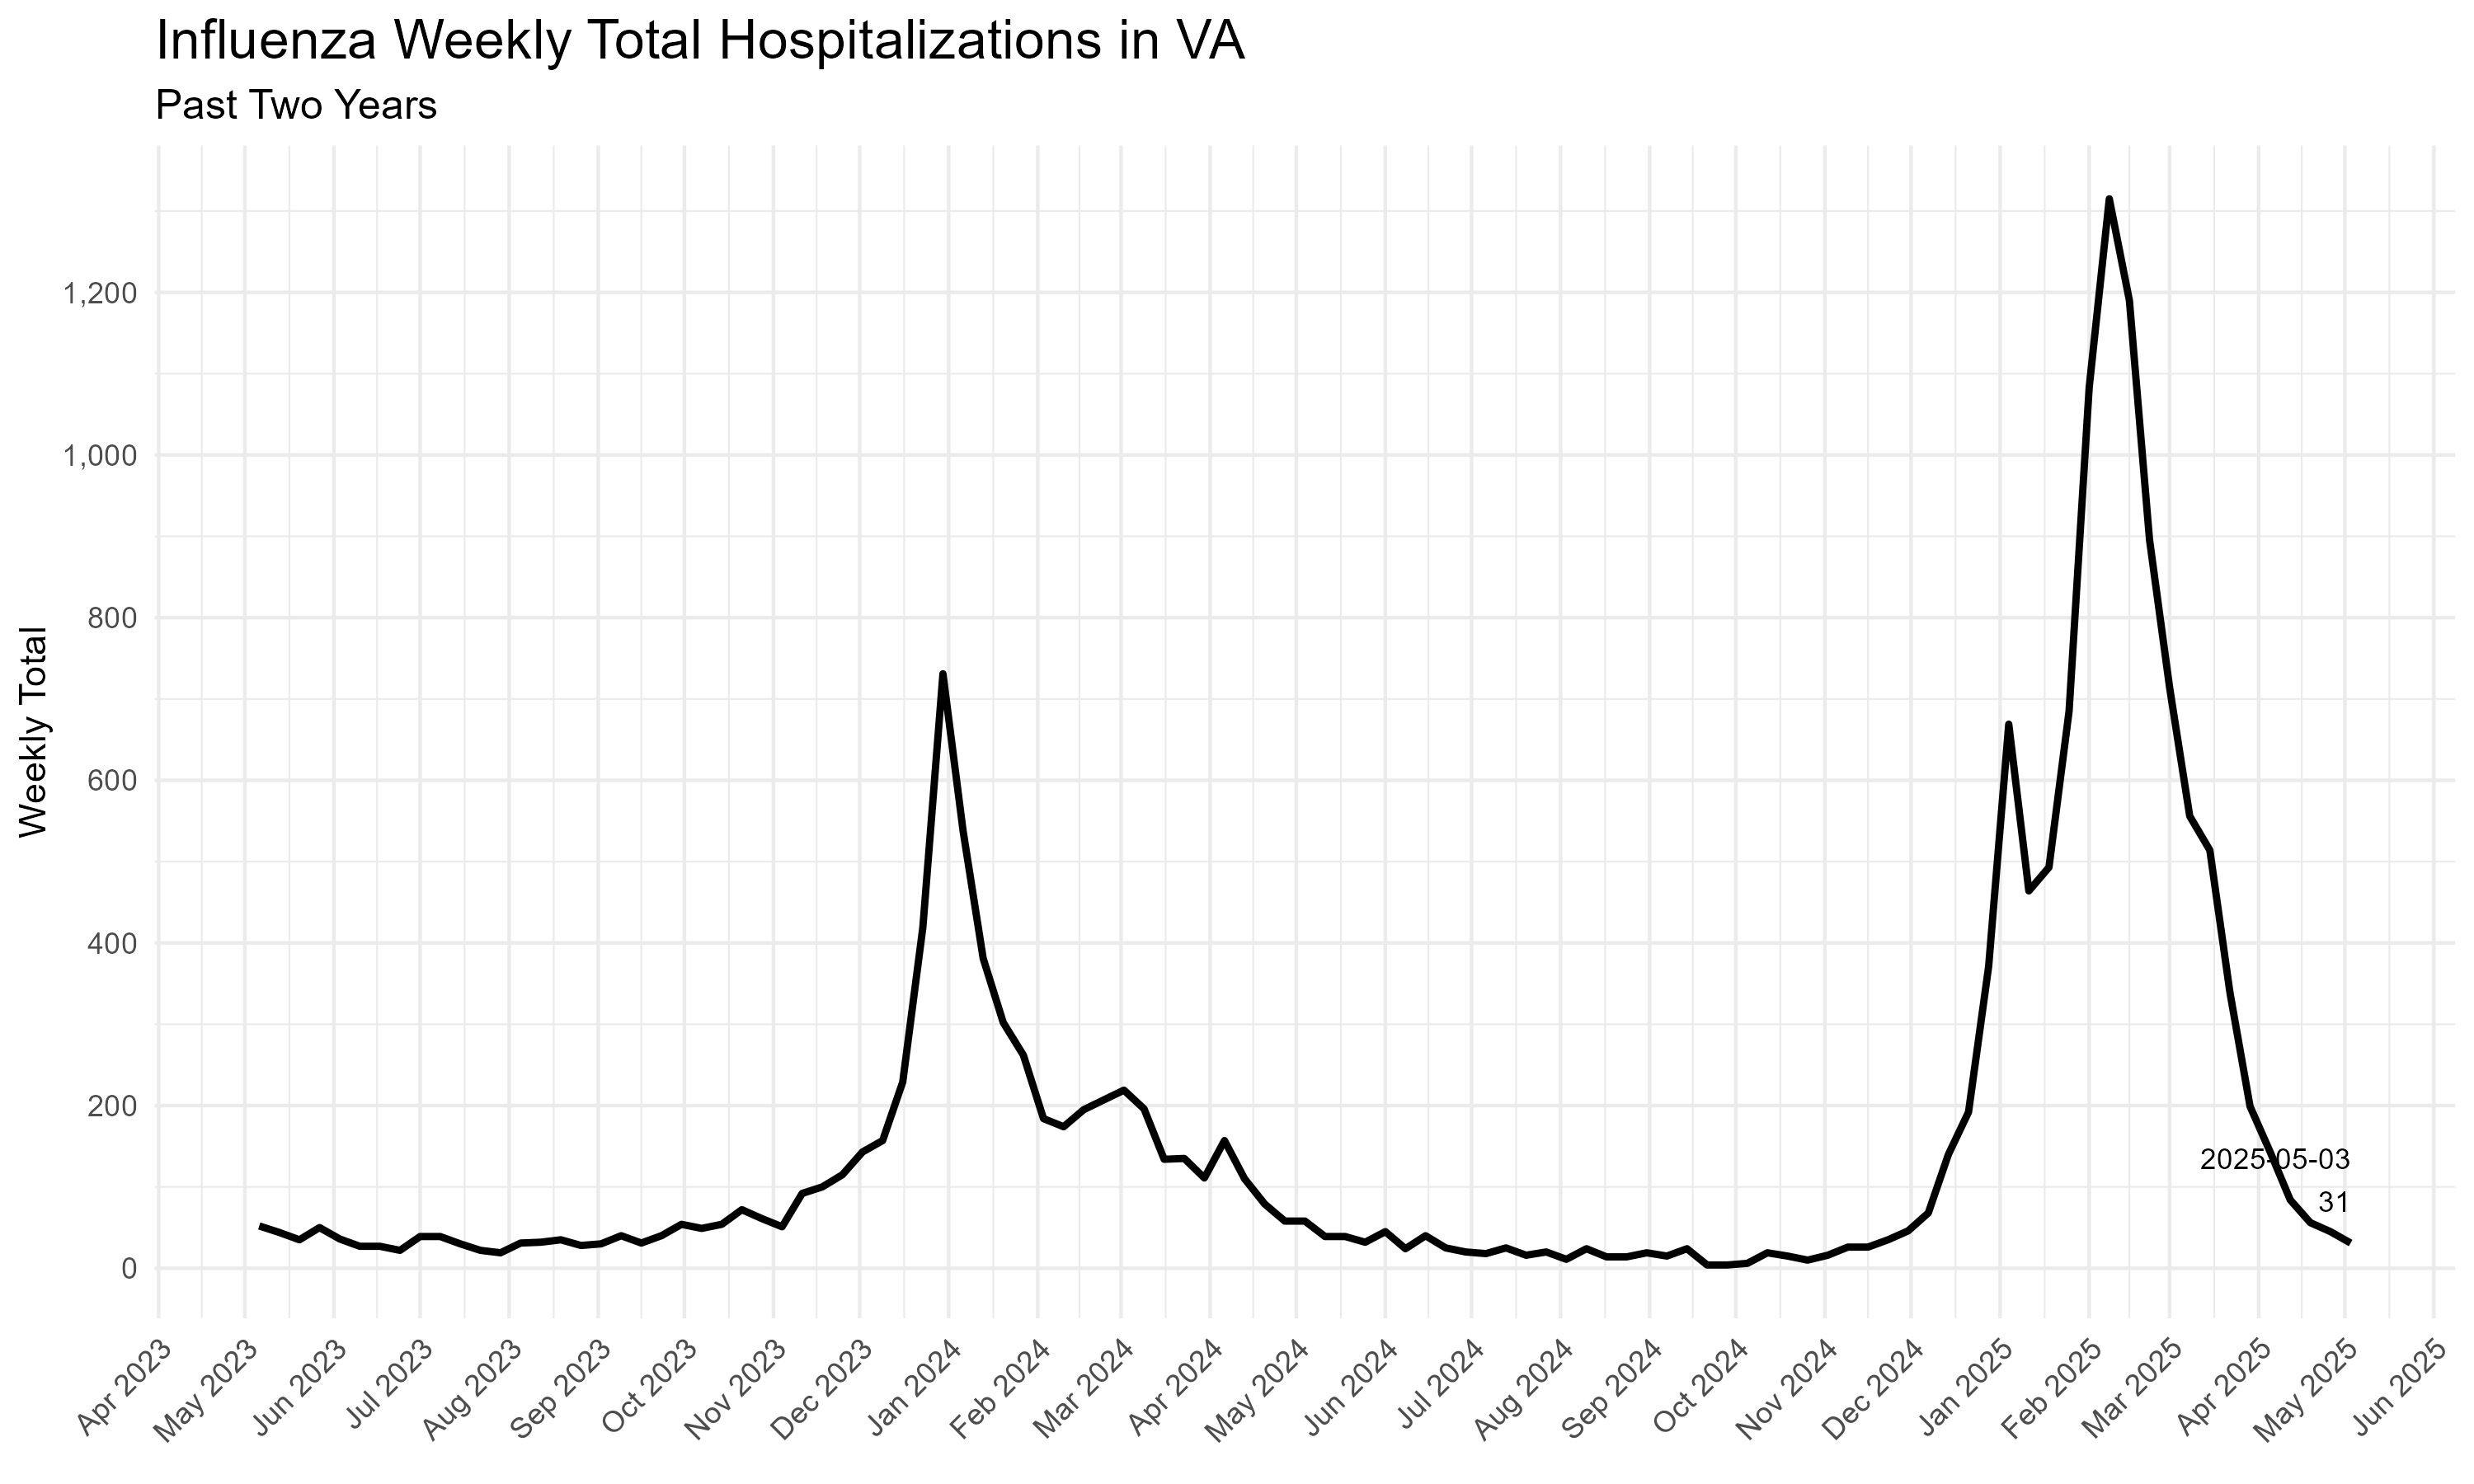 Influenza Weekly Total Hospitalizations in VA
Past Two Years
Weekly Total
1,200
1,000
800
600
400
200
0
2025-05-03
31
Apr 2023
May 2023
Jun 2023
Jul 2023
Aug 2023
Sep 2023
Oct 2023
Nov 2023
Dec 2023
Jan 2024
Feb 2024
Mar 2024
Apr 2024
May 2024
Jun 2024
Jul 2024
Aug 2024
Sep 2024
Oct 2024
Nov 2024
Dec 2024
Jan 2025
Feb 2025
Mar 2025
Apr 2025
May 2025
Jun 2025